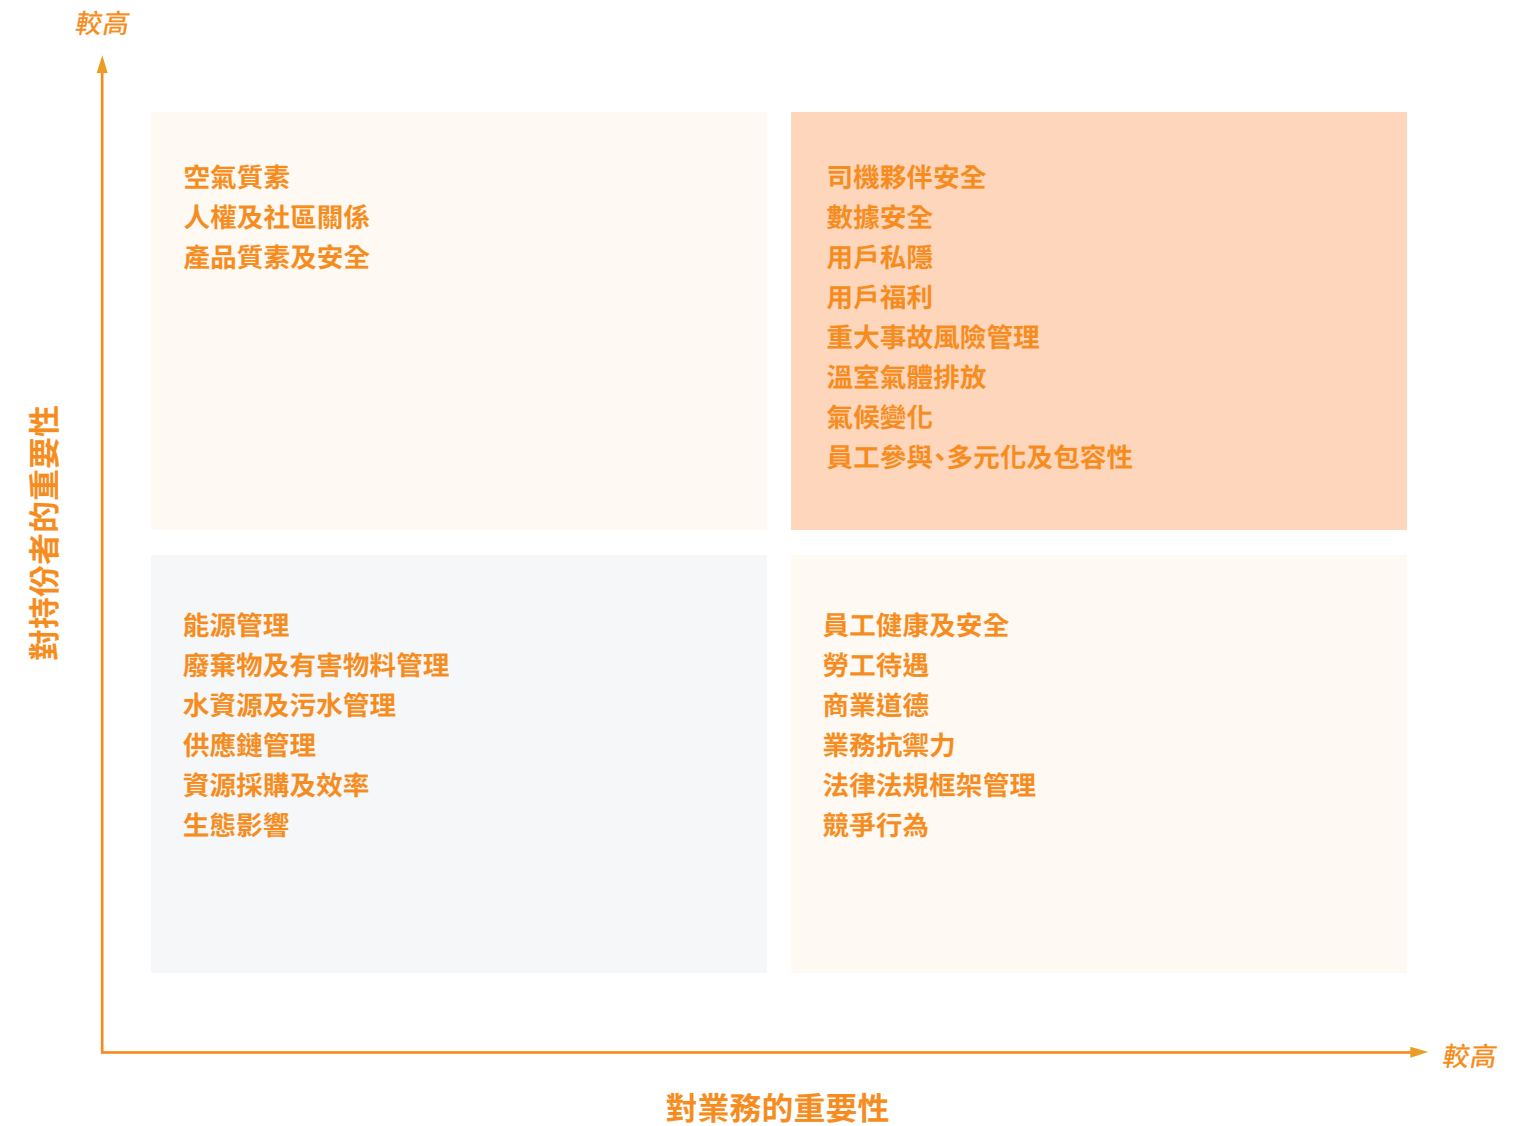 較高
空氣質素
人權及社區關係
產品質素及安全
司機夥伴安全
數據安全
用戶私隱
用戶福利
重大事故風險管理
溫室氣體排放
氣候變化
員工參與、多元化及包容性
對持份者的重要性
能源管理
廢棄物及有害物料管理
水資源及污水管理
供應鏈管理
資源採購及效率
生態影響
員工健康及安全
勞工待遇
商業道德
業務抗禦力
法律法規框架管理
競爭行為
較高
對業務的重要性